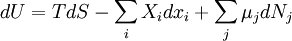 dU = TdS − ∑_i X_i dx_i + ∑_j μ_j dN_j